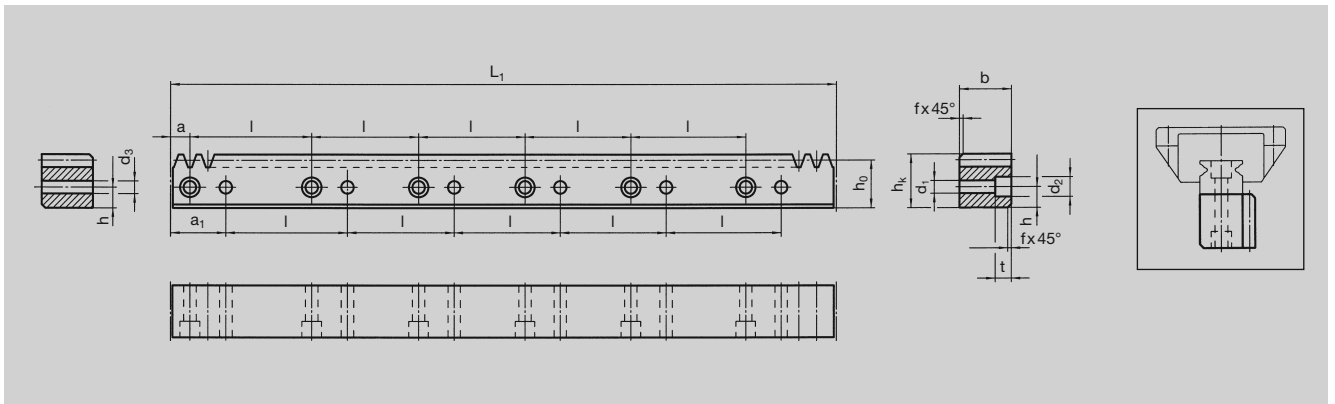 L₁
a l l l l l
d₃
h
h₀
a₁ l l l l l
b
f x 45°
hₖ
d₁
d₂
h
f x 45°
t